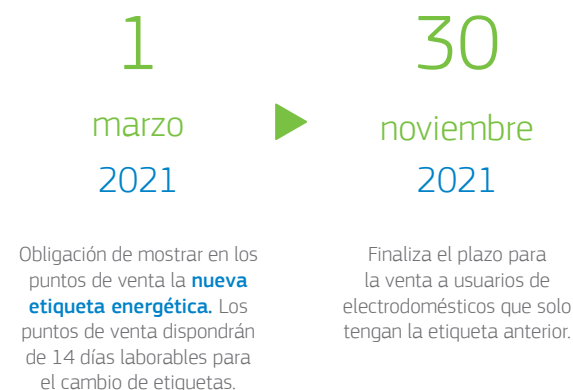 1
marzo
2021
Obligación de mostrar en los
puntos de venta la nueva
etiqueta energética. Los
puntos de venta dispondrán
de 14 días laborables para
el cambio de etiquetas.
30
noviembre
2021
Finaliza el plazo para
la venta a usuarios de
electrodomésticos que solo
tengan la etiqueta anterior.